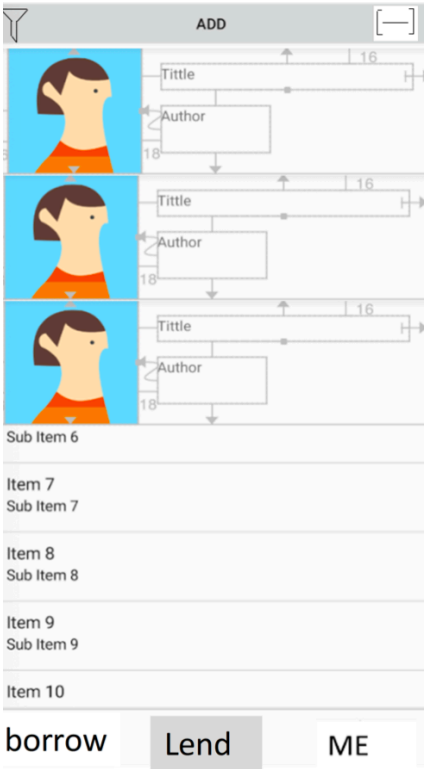 ADD
16
Tittle
Author
18
16
Tittle
Author
18
16
Tittle
Author
18
Sub Item 6
Item 7
Sub Item 7
Item 8
Sub Item 8
Item 9
Sub Item 9
Item 10
borrow Lend ME